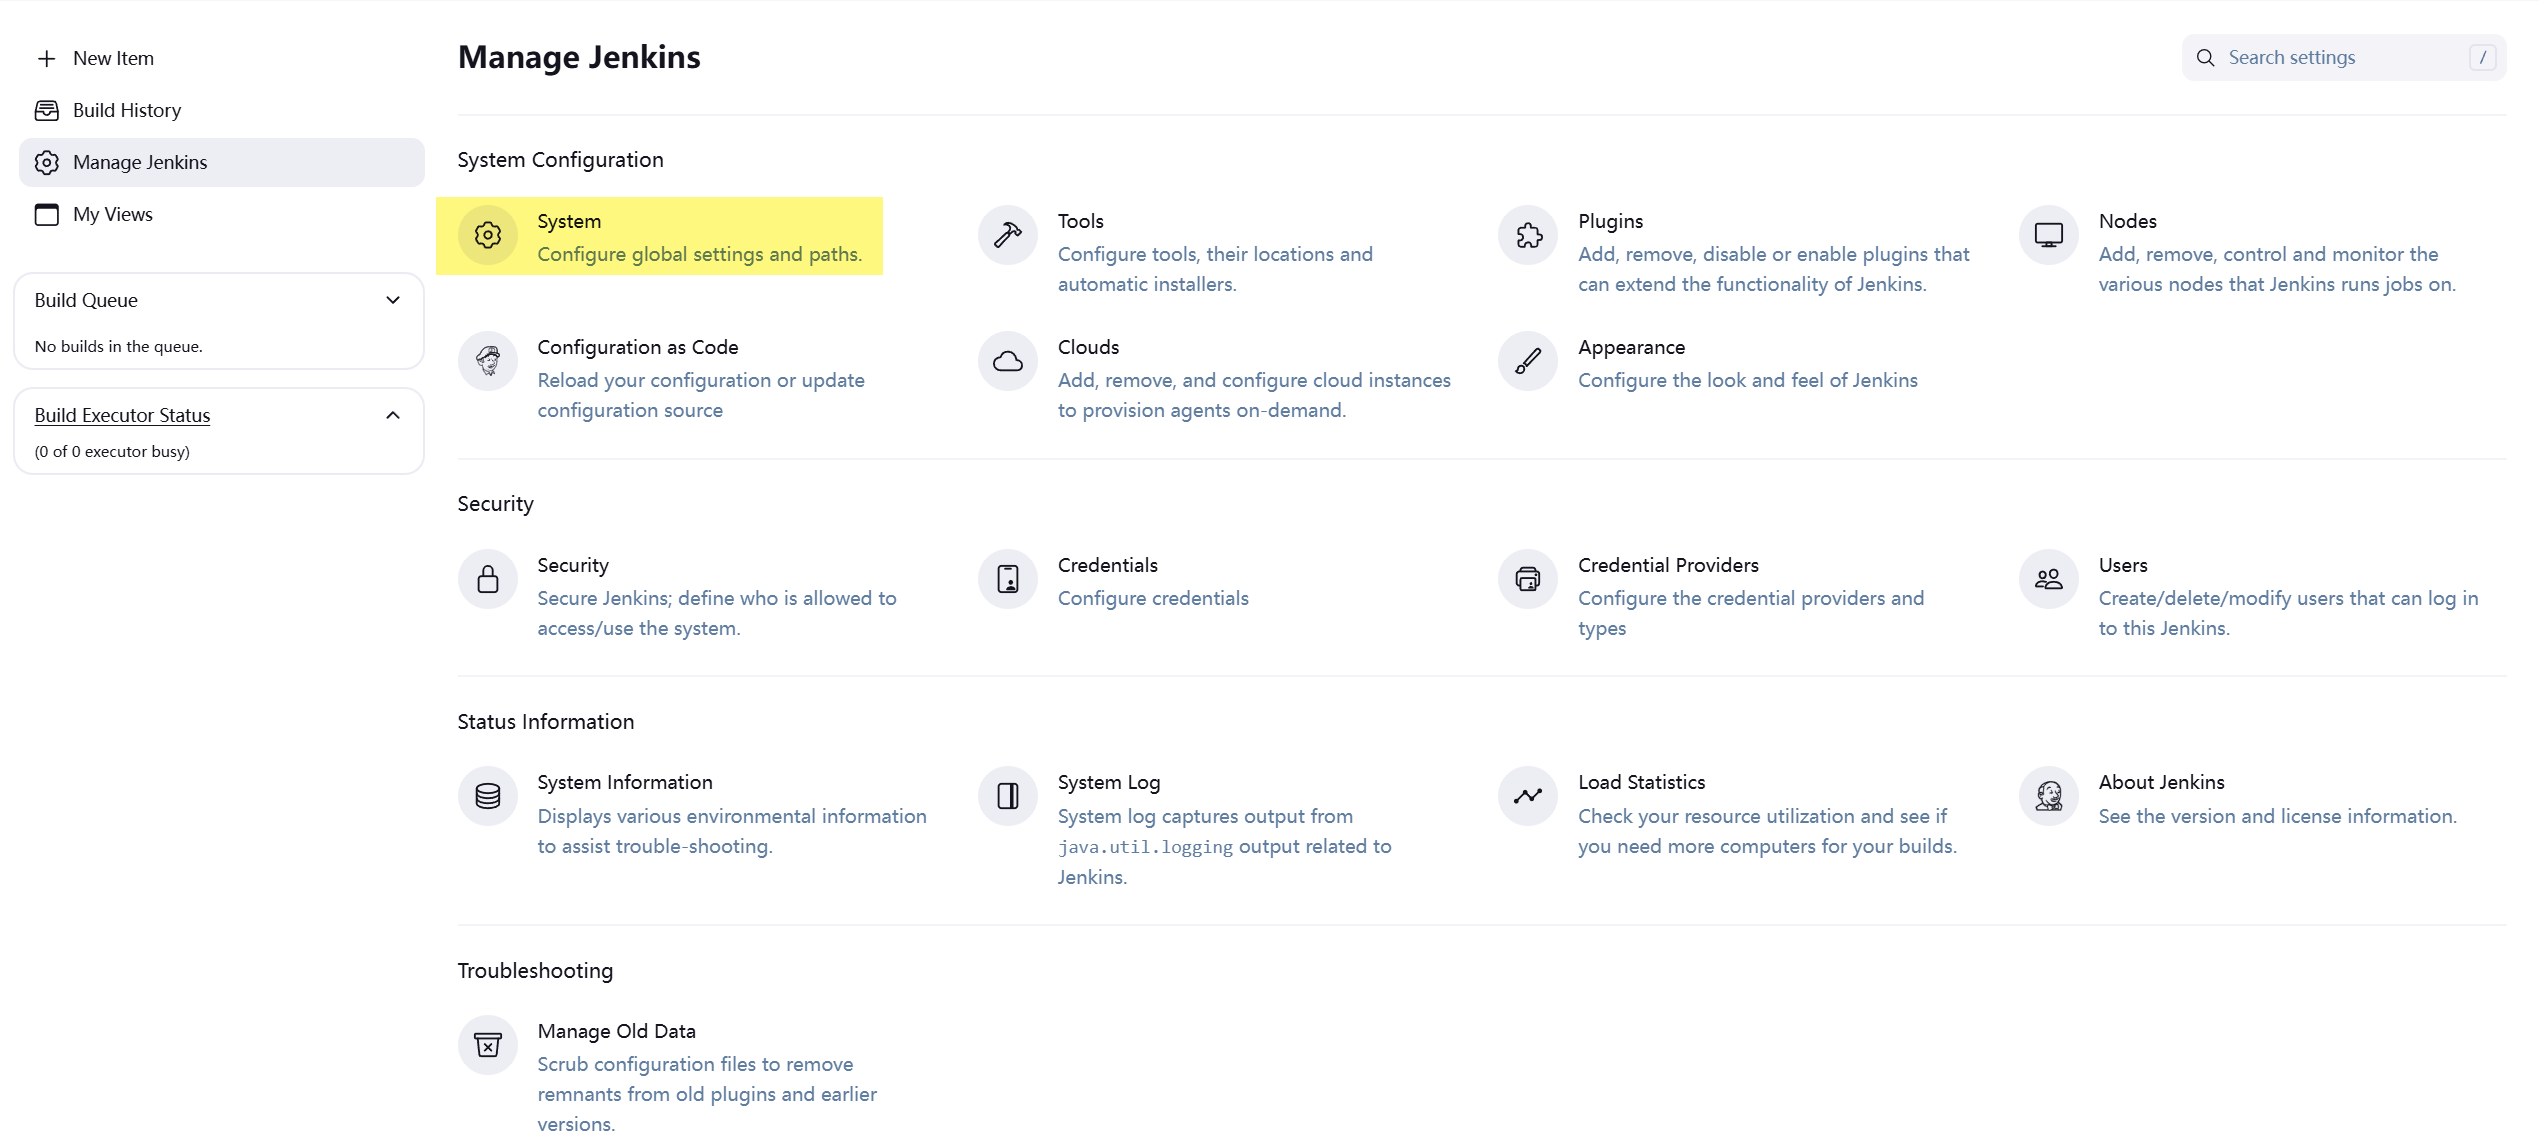 New Item
Build History
Manage Jenkins
My Views
Build Queue
No builds in the queue.
Build Executor Status
(0 of 0 executor busy)
Manage Jenkins
Search settings
/
System Configuration
System
Configure global settings and paths.
Tools
Configure tools, their locations and
automatic installers.
Plugins
Add, remove, disable or enable plugins that
can extend the functionality of Jenkins.
Nodes
Add, remove, control and monitor the
various nodes that Jenkins runs jobs on.
Configuration as Code
Reload your configuration or update
configuration source
Clouds
Add, remove, and configure cloud instances
to provision agents on-demand.
Appearance
Configure the look and feel of Jenkins
Security
Security
Secure Jenkins; define who is allowed to
access/use the system.
Credentials
Configure credentials
Credential Providers
Configure the credential providers and
types
Users
Create/delete/modify users that can log in
to this Jenkins.
Status Information
System Information
Displays various environmental information
to assist trouble-shooting.
System Log
System log captures output from
java.util.logging output related to
Jenkins.
Load Statistics
Check your resource utilization and see if
you need more computers for your builds.
About Jenkins
See the version and license information.
Troubleshooting
Manage Old Data
Scrub configuration files to remove
remnants from old plugins and earlier
versions.